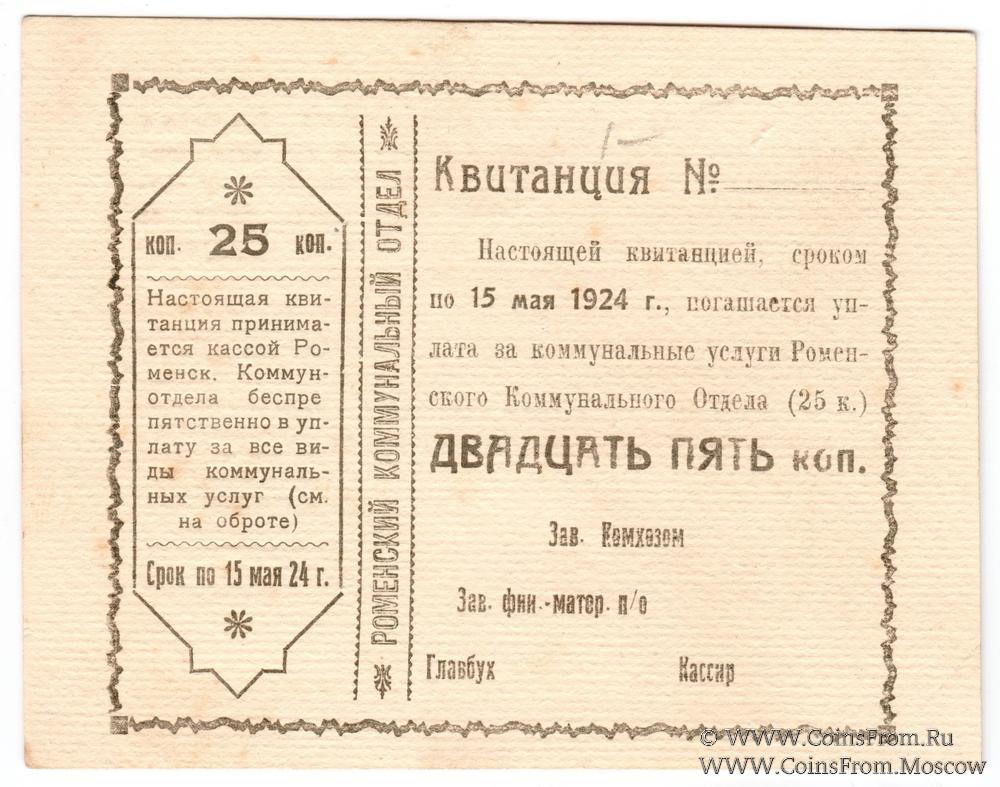 коп. 25 коп.
Настоящая кви-
танция принима-
ется кассой Ро-
менск. Коммун-
отдела беспре
пятственно в уп-
лату за все ви-
ды коммуналь-
ных услуг (см.
на обороте)
Срок по 15 мая 24 г.
РОМЕНСКИЙ КОММУНАЛЬНЫЙ ОТДЕЛ
Квитанция №
Настоящей квитанцией, сроком
по 15 мая 1924 г., погашается уп-
лата за коммунальные услуги Ромен-
ского Коммунального Отдела (25 к.)
ДВАДЦАТЬ ПЯТЬ коп.
Зав. Комхозом
Зав. фин.-матер. п/о
Главбух Кассир
© WWW.CoinsFrom.Ru
WWW.CoinsFrom.Moscow